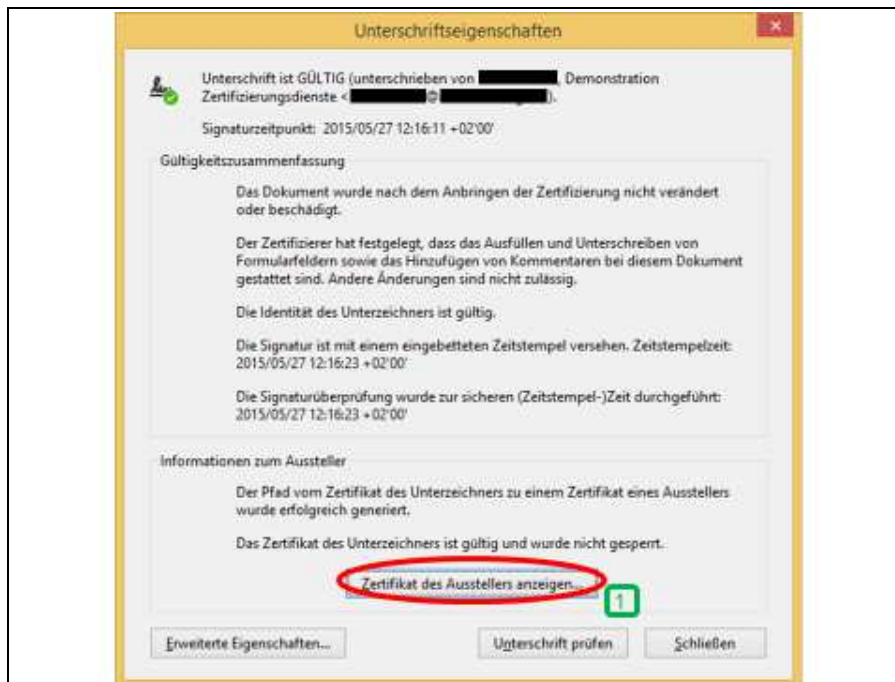 Unterschriftseigenschaften
Unterschrift ist GÜLTIG (unterschrieben von , Demonstration
Zertifizierungsdienste < @ ).
Signaturzeitpunkt: 2015/05/27 12:16:11 +02'00'
Gültigkeitszusammenfassung
Das Dokument wurde nach dem Anbringen der Zertifizierung nicht verändert
oder beschädigt.
Der Zertifizierer hat festgelegt, dass das Ausfüllen und Unterschreiben von
Formularfeldern sowie das Hinzufügen von Kommentaren bei diesem Dokument
gestattet sind. Andere Änderungen sind nicht zulässig.
Die Identität des Unterzeichners ist gültig.
Die Signatur ist mit einem eingebetteten Zeitstempel versehen. Zeitstempelzeit:
2015/05/27 12:16:23 +02'00'
Die Signaturüberprüfung wurde zur sicheren (Zeitstempel-)Zeit durchgeführt:
2015/05/27 12:16:23 +02'00'
Informationen zum Aussteller
Der Pfad vom Zertifikat des Unterzeichners zu einem Zertifikat eines Ausstellers
wurde erfolgreich generiert.
Das Zertifikat des Unterzeichners ist gültig und wurde nicht gesperrt.
Zertifikat des Ausstellers anzeigen...
1
Erweiterte Eigenschaften... Unterschrift prüfen Schließen